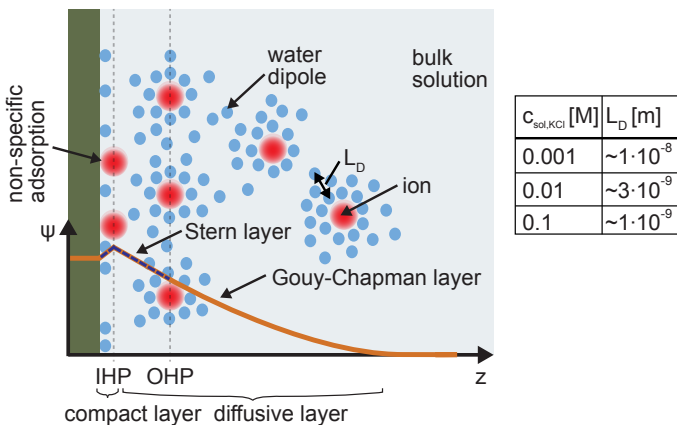 water
dipole
bulk
solution
non-specific
adsorption
L_D
ion
ψ
Stern layer
Gouy-Chapman layer
IHP OHP z
compact layer diffusive layer
c_sol,KCl [M] L_D [m]
0.001 ~1·10⁻⁸
0.01 ~3·10⁻⁹
0.1 ~1·10⁻⁹